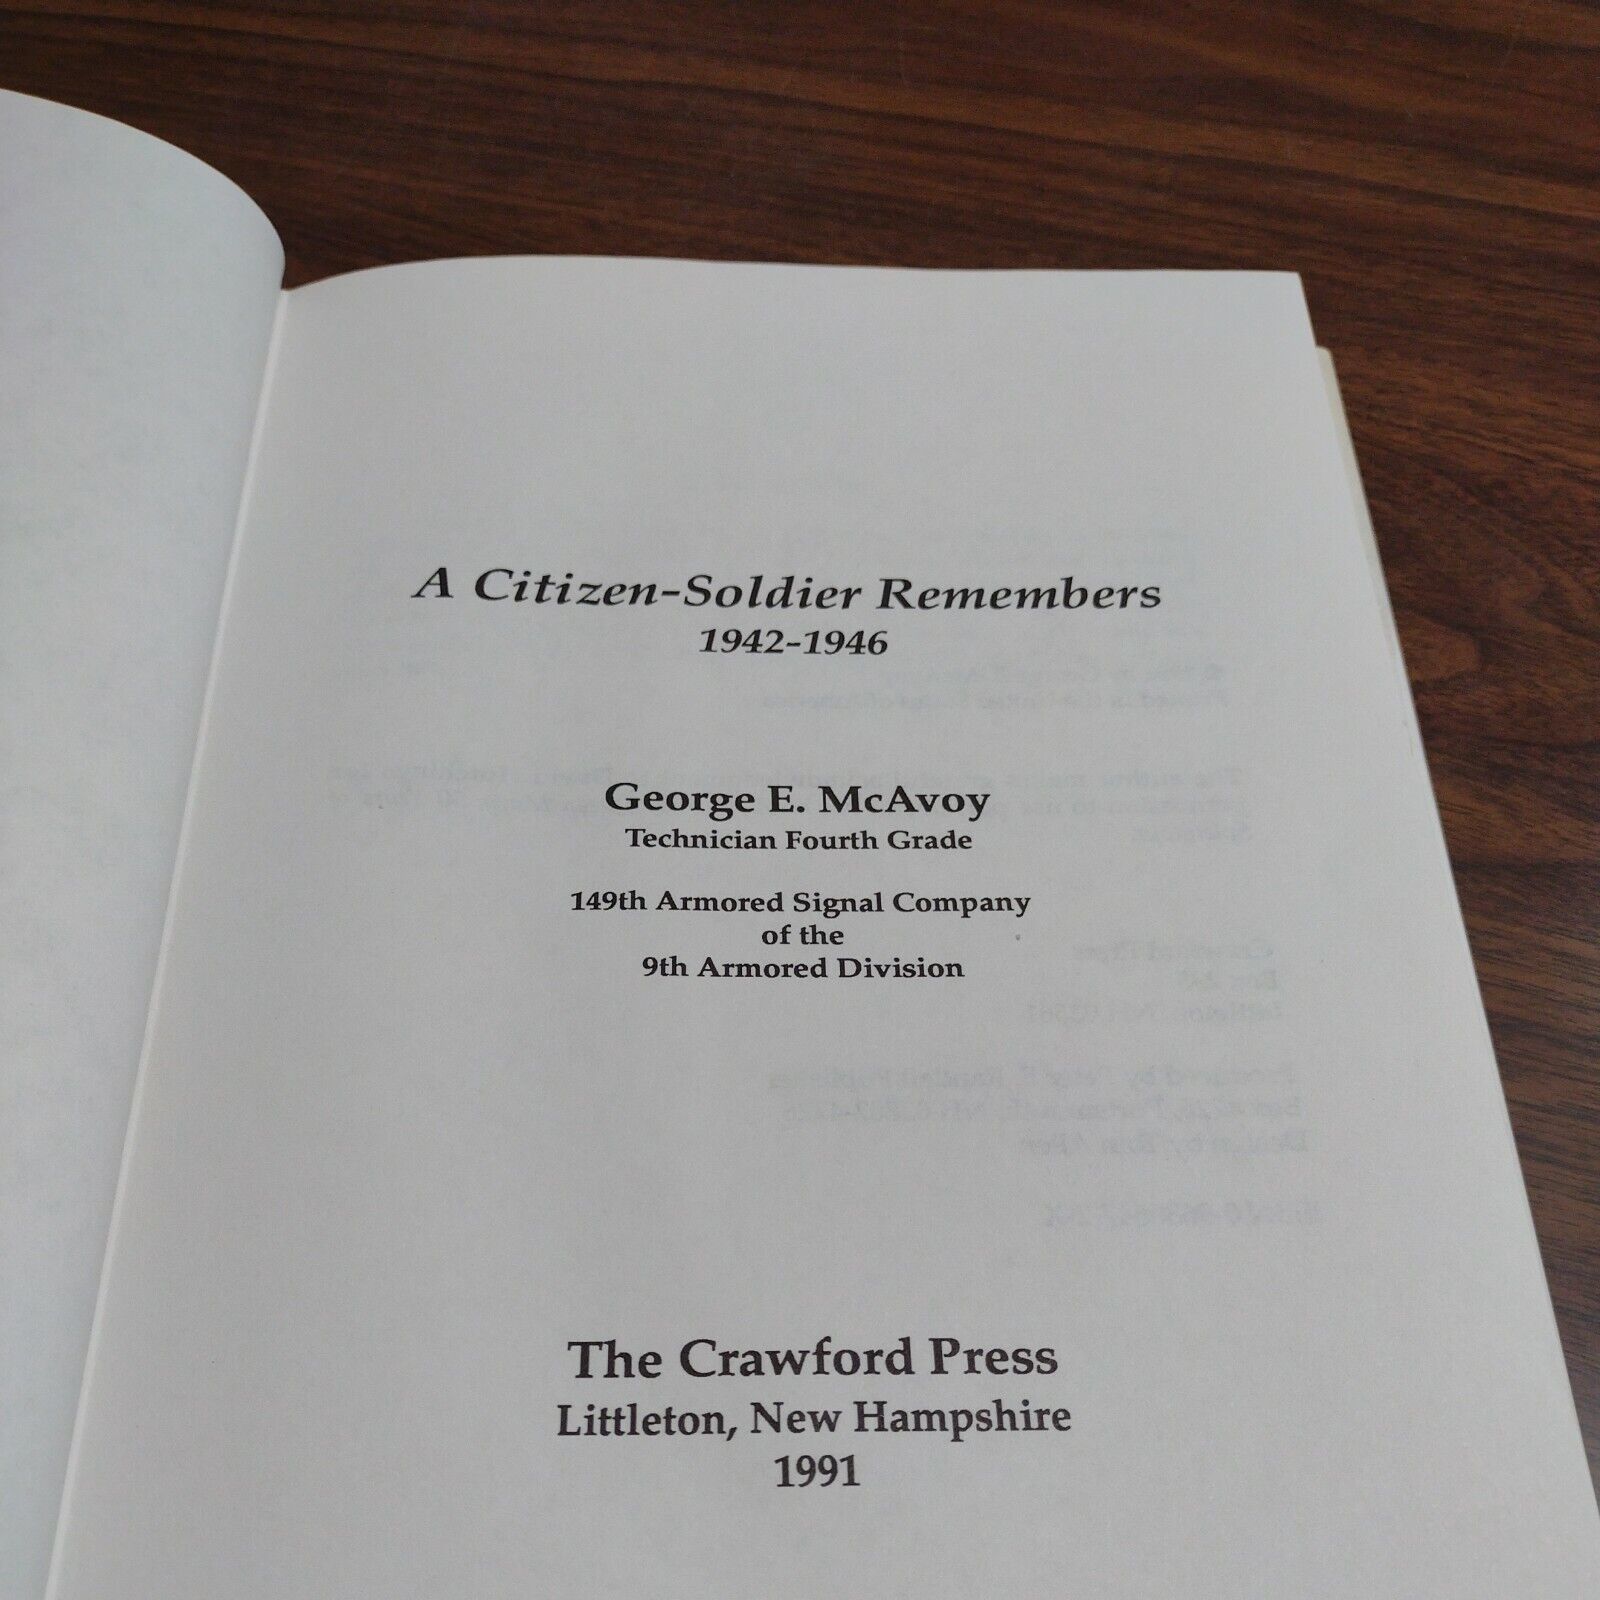 A Citizen-Soldier Remembers
1942-1946
George E. McAvoy
Technician Fourth Grade
149th Armored Signal Company
of the
9th Armored Division
The Crawford Press
Littleton, New Hampshire
1991